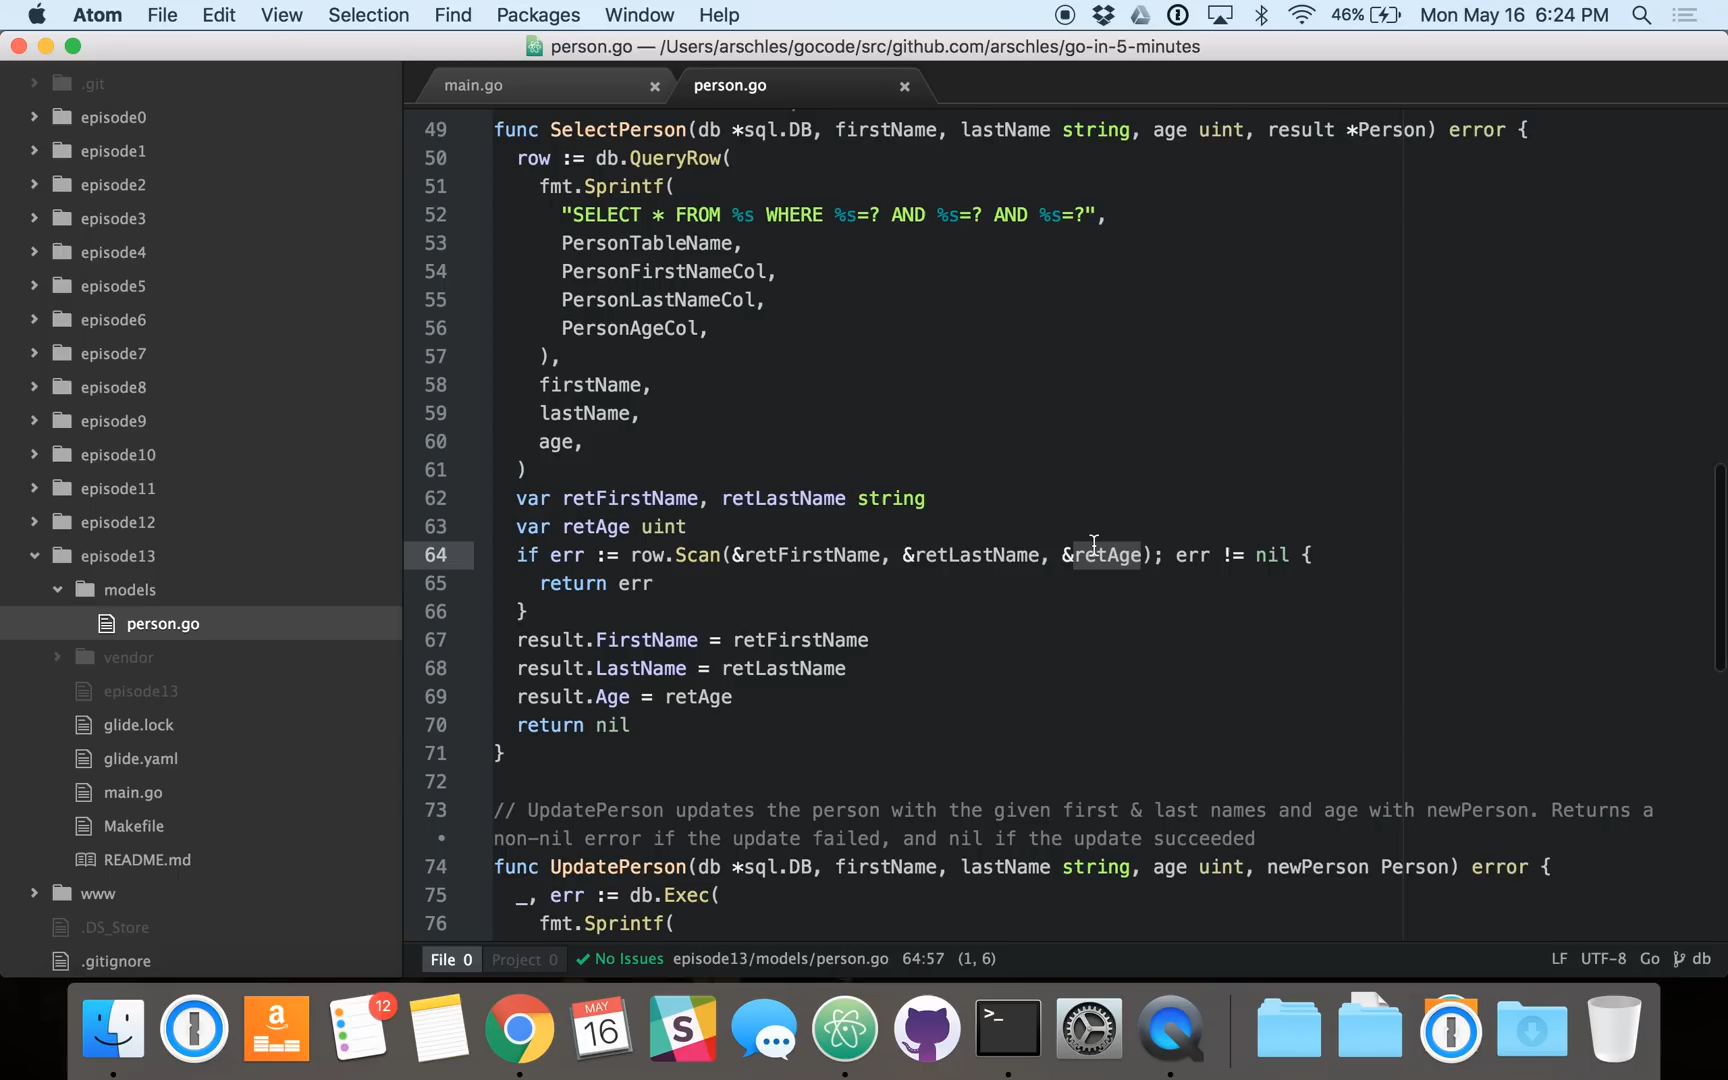 Atom File Edit View Selection Find Packages Window Help 46% Mon May 16 6:24 PM
person.go — /Users/arschles/gocode/src/github.com/arschles/go-in-5-minutes
.git
episode0
episode1
episode2
episode3
episode4
episode5
episode6
episode7
episode8
episode9
episode10
episode11
episode12
episode13
models
person.go
vendor
episode13
glide.lock
glide.yaml
main.go
Makefile
README.md
www
.DS_Store
.gitignore
main.go × person.go ×
49 func SelectPerson(db *sql.DB, firstName, lastName string, age uint, result *Person) error {
50 row := db.QueryRow(
51 fmt.Sprintf(
52 "SELECT * FROM %s WHERE %s=? AND %s=? AND %s=?",
53 PersonTableName,
54 PersonFirstNameCol,
55 PersonLastNameCol,
56 PersonAgeCol,
57 ),
58 firstName,
59 lastName,
60 age,
61 )
62 var retFirstName, retLastName string
63 var retAge uint
64 if err := row.Scan(&retFirstName, &retLastName, &retAge); err != nil {
65 return err
66 }
67 result.FirstName = retFirstName
68 result.LastName = retLastName
69 result.Age = retAge
70 return nil
71 }
72
73 // UpdatePerson updates the person with the given first & last names and age with newPerson. Returns a
• non-nil error if the update failed, and nil if the update succeeded
74 func UpdatePerson(db *sql.DB, firstName, lastName string, age uint, newPerson Person) error {
75 _, err := db.Exec(
76 fmt.Sprintf(
File 0 Project 0 No Issues episode13/models/person.go 64:57 (1, 6) LF UTF-8 Go db
12
MAY
16